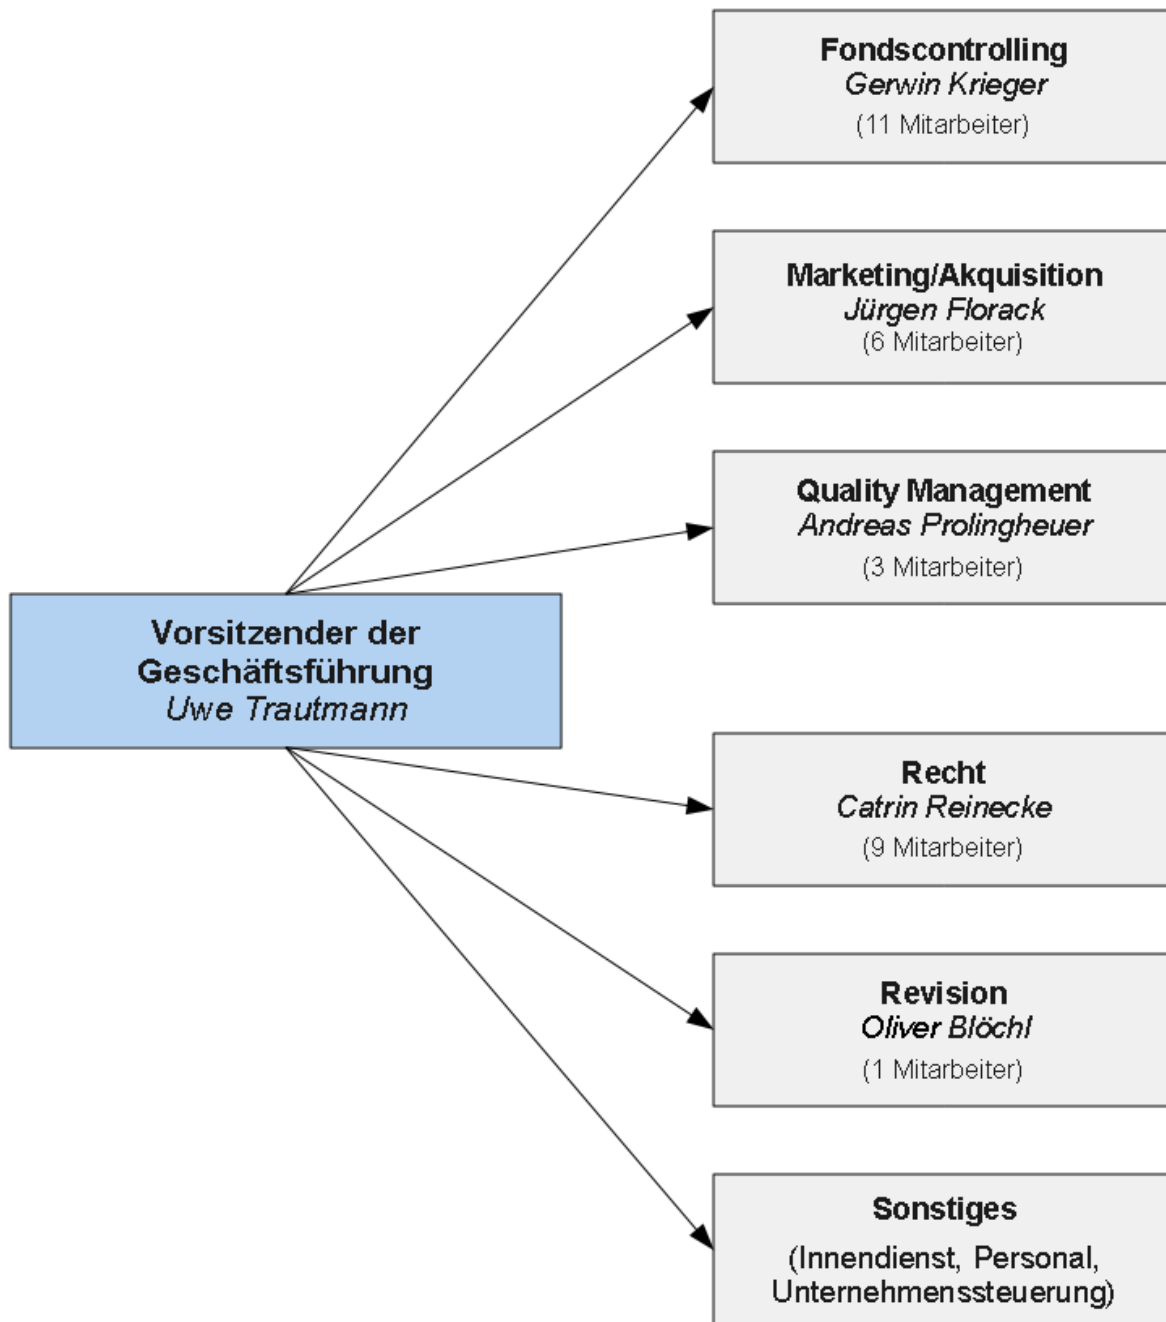 Fondscontrolling
Gerwin Krieger
(11 Mitarbeiter)
Marketing/Akquisition
Jürgen Florack
(6 Mitarbeiter)
Quality Management
Andreas Prolingheuer
(3 Mitarbeiter)
Vorsitzender der
Geschäftsführung
Uwe Trautmann
Recht
Catrin Reinecke
(9 Mitarbeiter)
Revision
Oliver Blöchl
(1 Mitarbeiter)
Sonstiges
(Innendienst, Personal,
Unternehmenssteuerung)